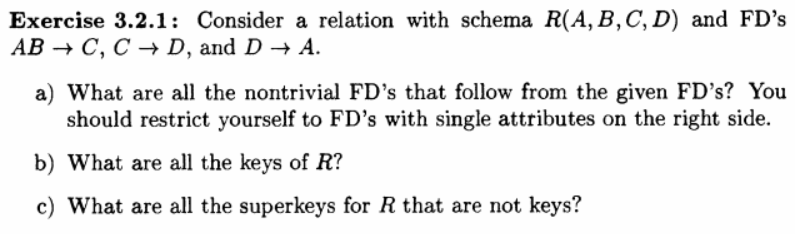 Exercise 3.2.1: Consider a relation with schema R(A, B, C, D) and FD's
AB → C, C → D, and D → A.
a) What are all the nontrivial FD's that follow from the given FD's? You
should restrict yourself to FD's with single attributes on the right side.
b) What are all the keys of R?
c) What are all the superkeys for R that are not keys?